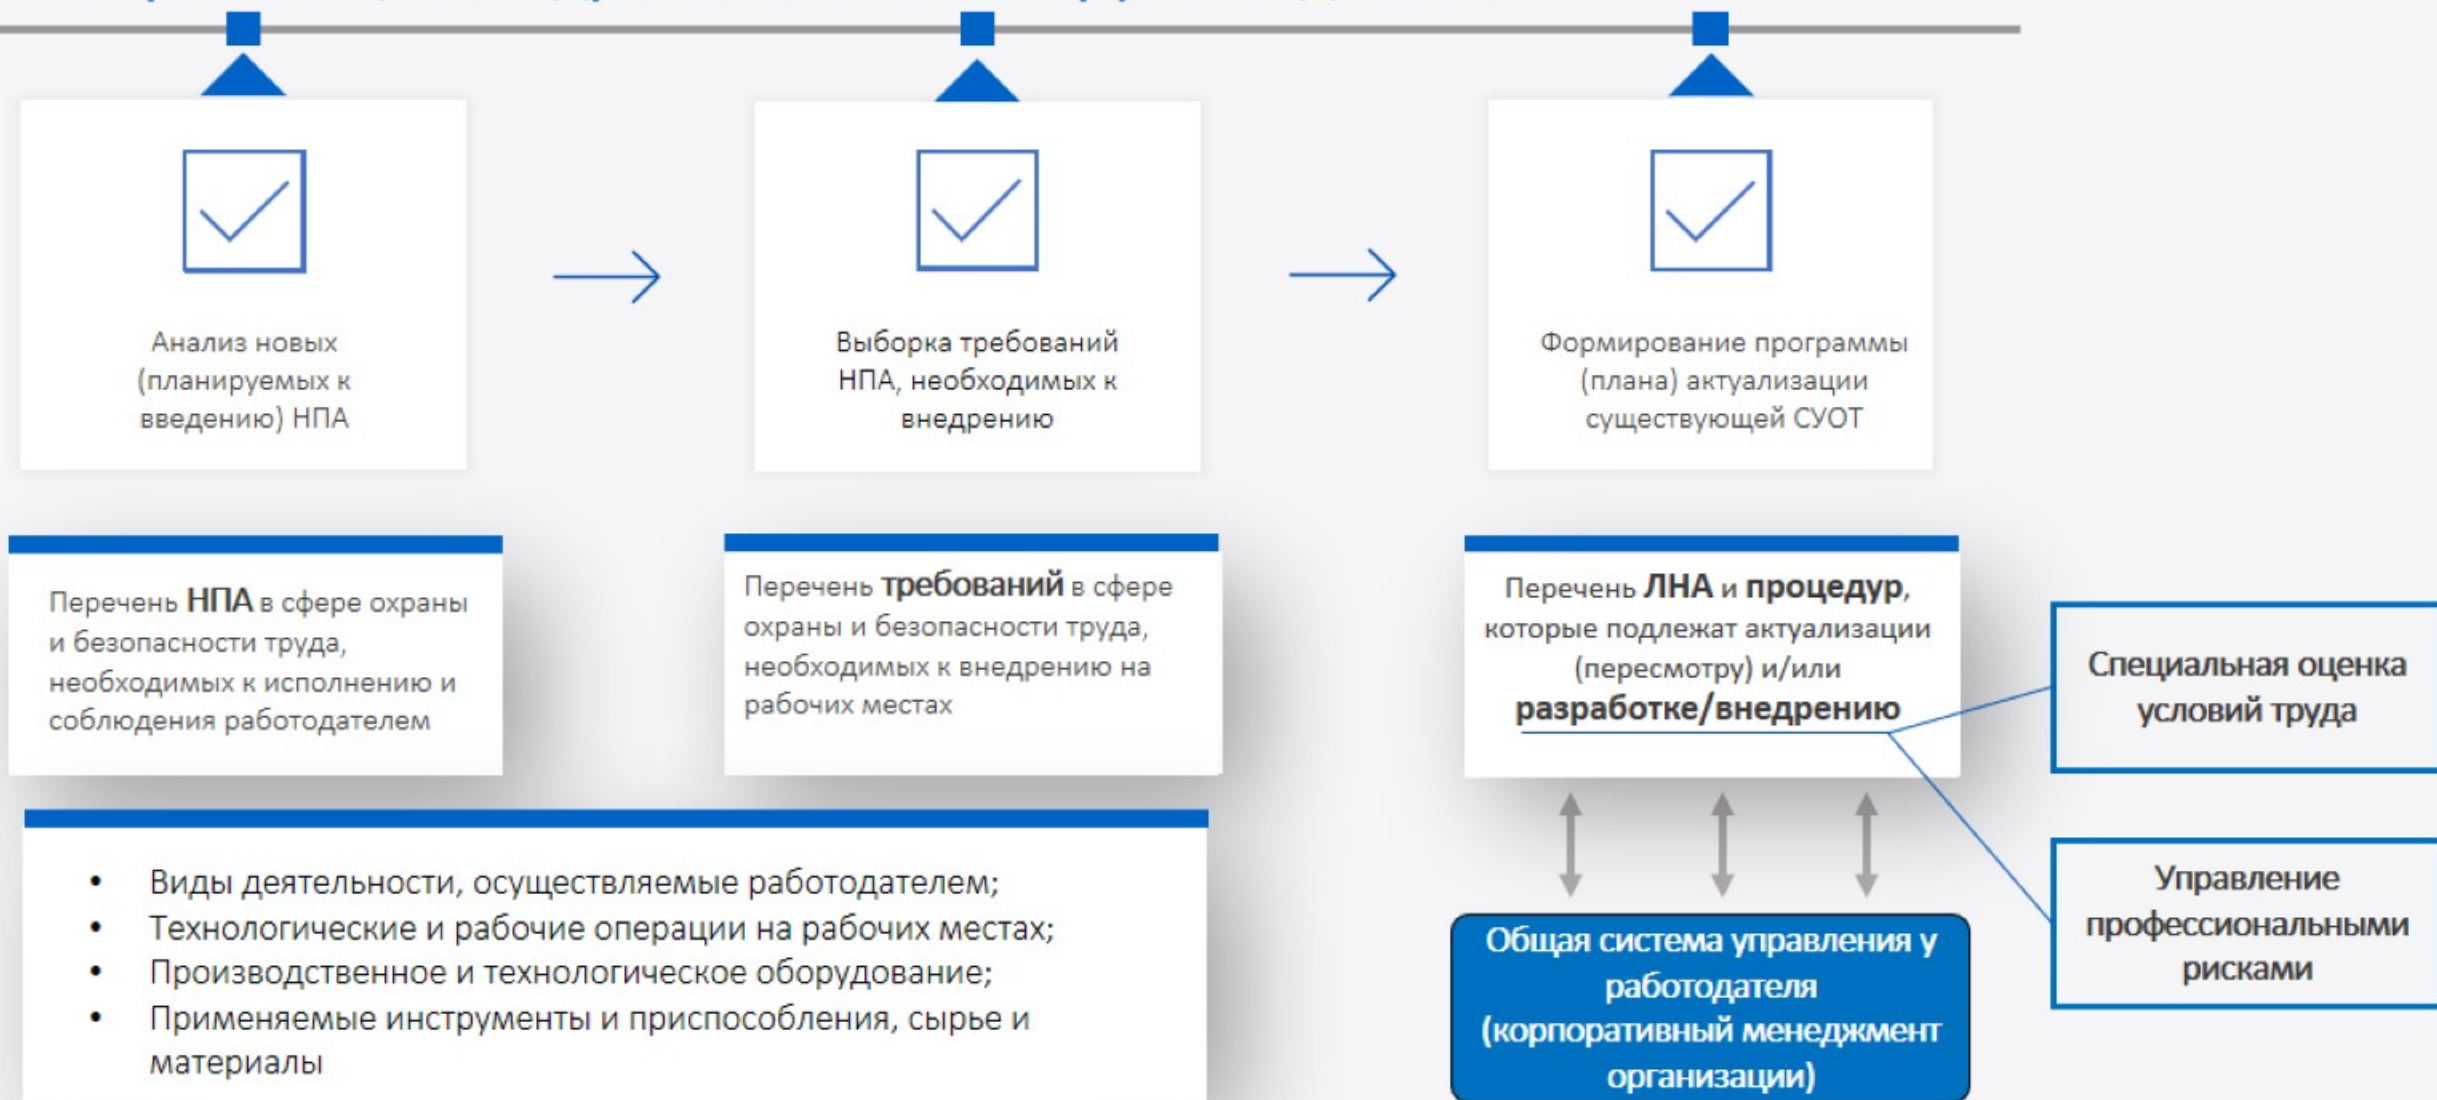 Анализ новых
(планируемых к
введению) НПА
Выборка требований
НПА, необходимых к
внедрению
Формирование программы
(плана) актуализации
существующей СУОТ
Перечень НПА в сфере охраны
и безопасности труда,
необходимых к исполнению и
соблюдения работодателем
Перечень требований в сфере
охраны и безопасности труда,
необходимых к внедрению на
рабочих местах
Перечень ЛНА и процедур,
которые подлежат актуализации
(пересмотру) и/или
разработке/внедрению
Специальная оценка
условий труда
Управление
профессиональными
рисками
• Виды деятельности, осуществляемые работодателем;
• Технологические и рабочие операции на рабочих местах;
• Производственное и технологическое оборудование;
• Применяемые инструменты и приспособления, сырье и
материалы
Общая система управления у
работодателя
(корпоративный менеджмент
организации)